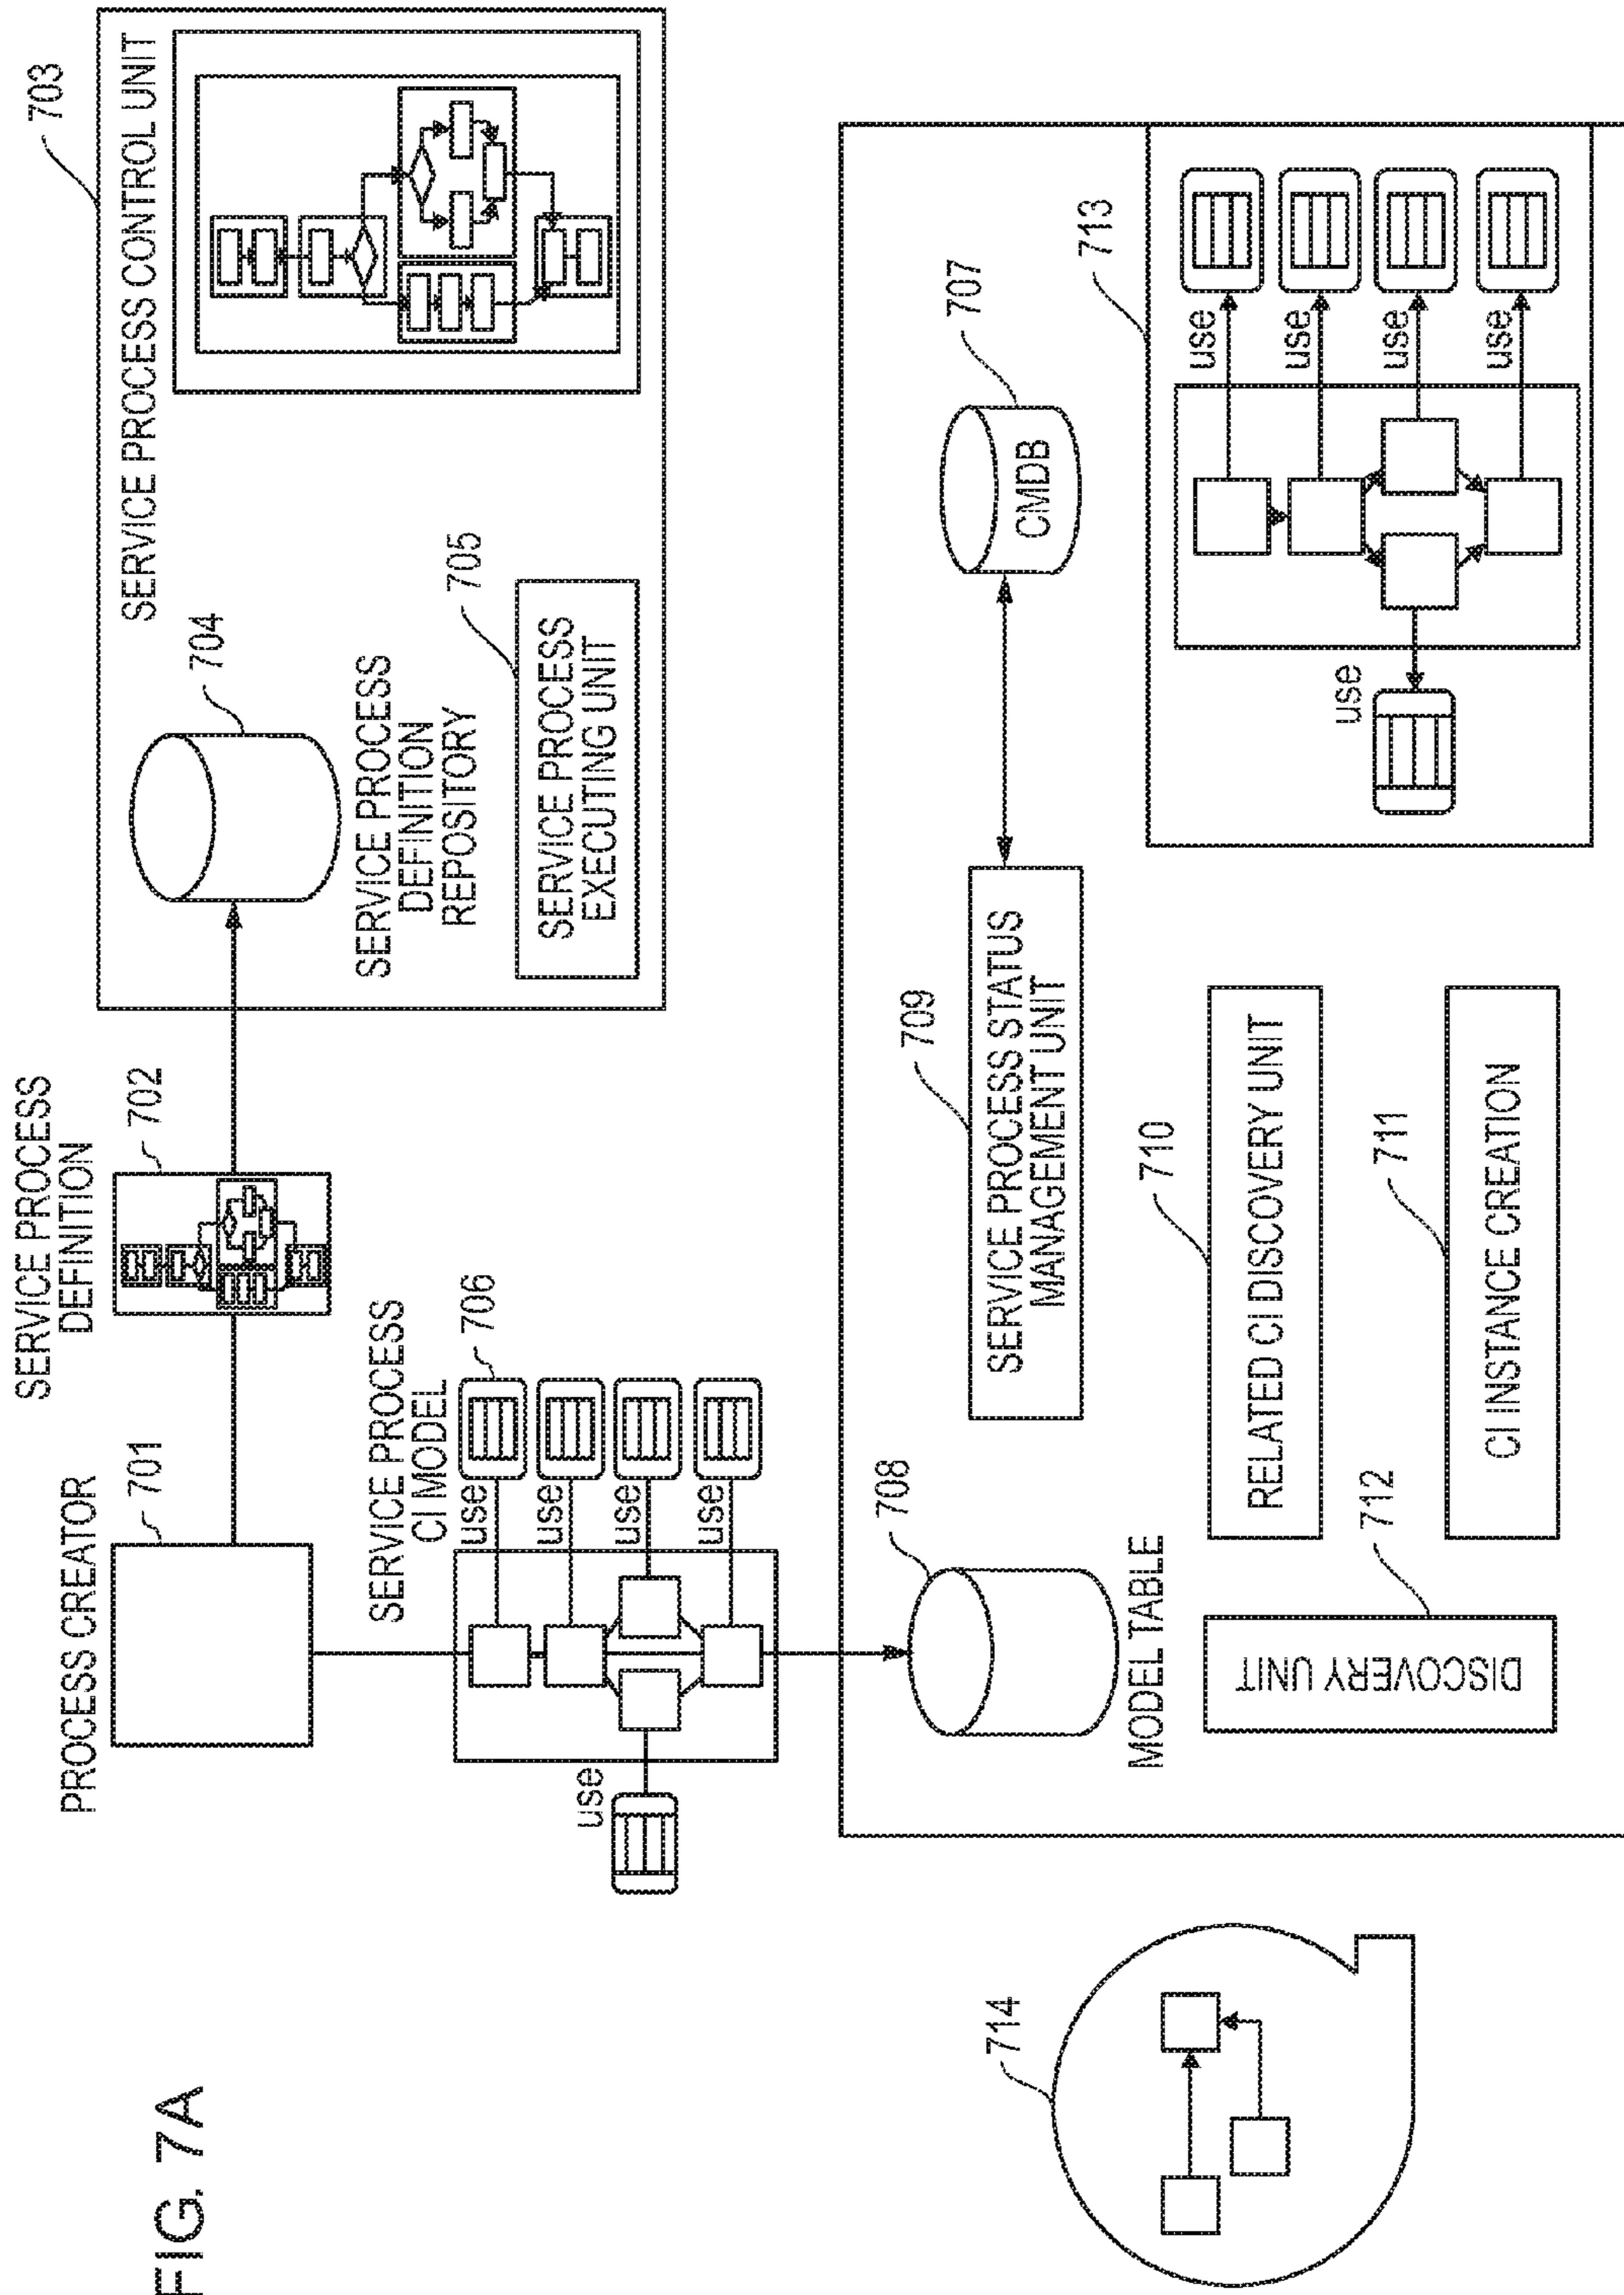 FIG. 7A
PROCESS CREATOR
701
SERVICE PROCESS
DEFINITION
702
703
SERVICE PROCESS CONTROL UNIT
704
SERVICE PROCESS
DEFINITION
REPOSITORY
705
SERVICE PROCESS
EXECUTING UNIT
SERVICE PROCESS
CI MODEL
706
use
use
use
use
use
708
MODEL TABLE
709
SERVICE PROCESS STATUS
MANAGEMENT UNIT
707
CMDB
710
RELATED CI DISCOVERY UNIT
711
CI INSTANCE CREATION
712
DISCOVERY UNIT
713
use
use
use
use
use
714